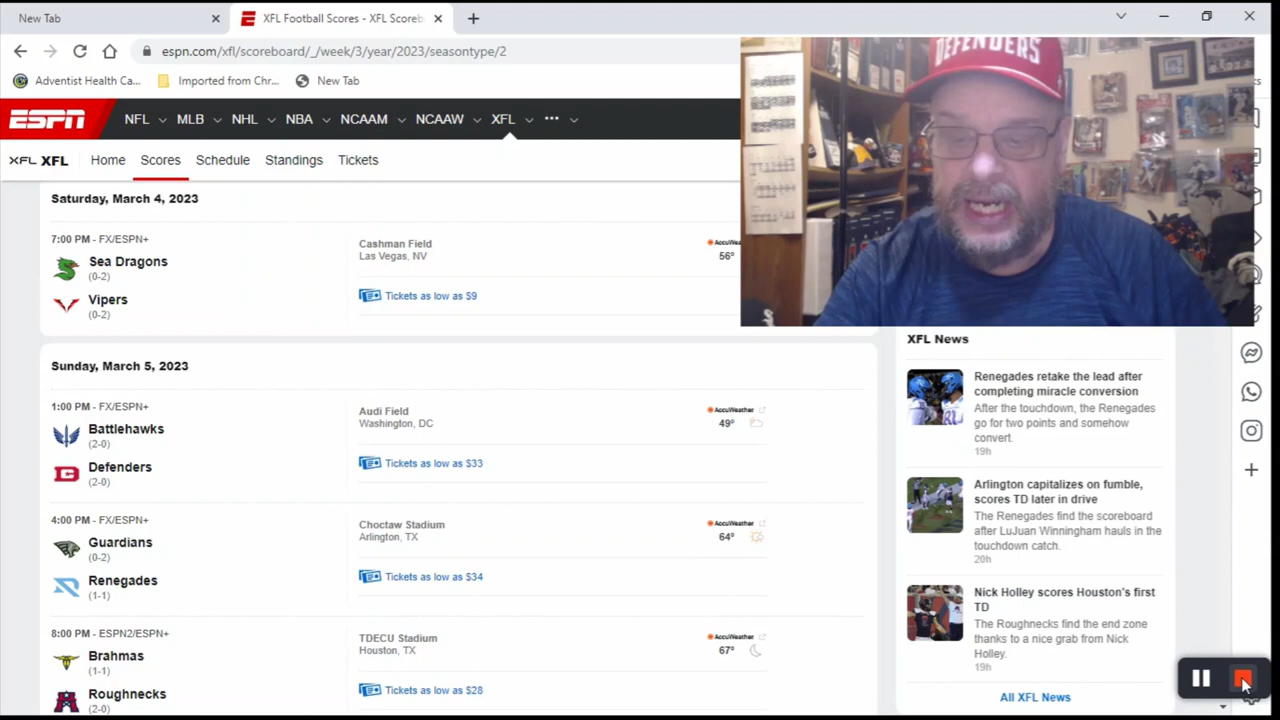 New Tab
XFL Football Scores - XFL Scoreb
espn.com/xfl/scoreboard/_/week/3/year/2023/seasontype/2
Adventist Health Ca...
Imported from Chr...
New Tab
DEFENDERS
ESPN
NFL
MLB
NHL
NBA
NCAAM
NCAAW
XFL
XFL XFL
Home
Scores
Schedule
Standings
Tickets
Saturday, March 4, 2023
7:00 PM - FX/ESPN+
Sea Dragons
(0-2)
Vipers
(0-2)
Cashman Field
Las Vegas, NV
Tickets as low as $9
AccuWe
56°
Sunday, March 5, 2023
1:00 PM - FX/ESPN+
Battlehawks
(2-0)
Defenders
(2-0)
Audi Field
Washington, DC
Tickets as low as $33
AccuWeather
49°
4:00 PM - FX/ESPN+
Guardians
(0-2)
Renegades
(1-1)
Choctaw Stadium
Arlington, TX
Tickets as low as $34
AccuWeather
64°
8:00 PM - ESPN2/ESPN+
Brahmas
(1-1)
Roughnecks
(2-0)
TDECU Stadium
Houston, TX
Tickets as low as $28
AccuWeather
67°
XFL News
Renegades retake the lead after
completing miracle conversion
After the touchdown, the Renegades
go for two points and somehow
convert.
19h
Arlington capitalizes on fumble,
scores TD later in drive
The Renegades find the scoreboard
after LuJuan Winningham hauls in the
touchdown catch.
20h
Nick Holley scores Houston's first
TD
The Roughnecks find the end zone
thanks to a nice grab from Nick
Holley.
19h
All XFL News